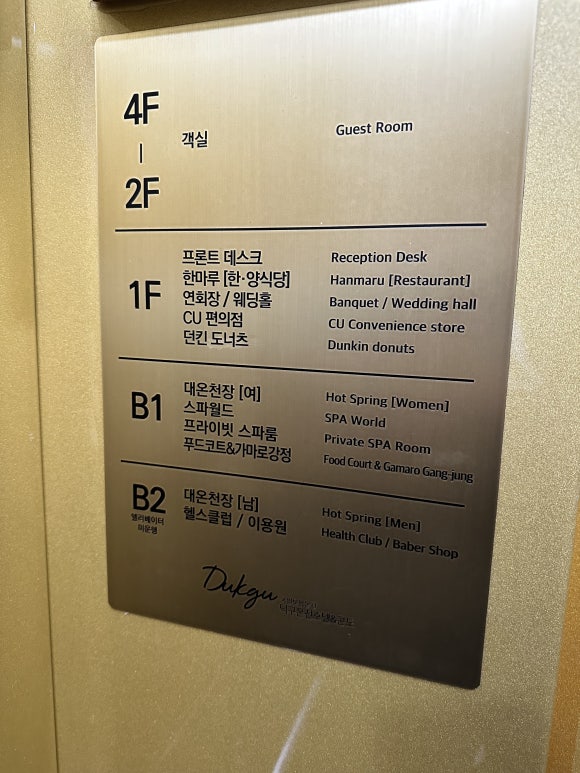 4F
|
2F
객실
Guest Room
1F
프론트 데스크
Reception Desk
한마루 [한·양식당]
Hanmaru [Restaurant]
연회장 / 웨딩홀
Banquet / Wedding hall
CU 편의점
CU Convenience store
던킨 도너츠
Dunkin donuts
B1
대온천장 [여]
Hot Spring [Women]
스파월드
SPA World
프라이빗 스파룸
Private SPA Room
푸드코트&가마로강정
Food Court & Gamaro Gang-jung
B2
엘리베이터
미운행
대온천장 [남]
Hot Spring [Men]
헬스클럽 / 이용원
Health Club / Baber Shop
Dukgu